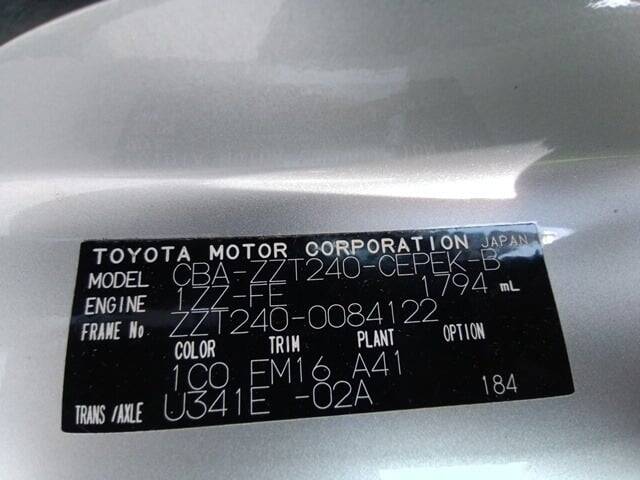 TOYOTA MOTOR CORPORATION JAPAN
MODEL CBA-ZZT240-CEPEK-B
ENGINE 1ZZ-FE 1794 mL
FRAME No ZZT240-0084122
COLOR TRIM PLANT OPTION
1C0 FM16 A41
TRANS/AXLE U341E -02A 184